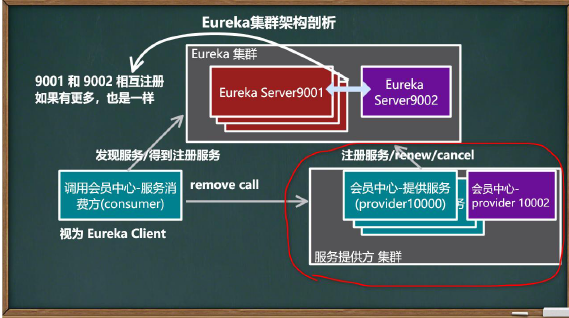 Eureka集群架构剖析
Eureka 集群
9001 和 9002 相互注册
如果有更多，也是一样
Eureka Server9001
Eureka
Server9002
发现服务/得到注册服务
注册服务/renew/cancel
调用会员中心-服务消
费方(consumer)
remove call
会员中心-提供服务
(provider10000)
务
会员中心-
provider 10002
视为 Eureka Client
服务提供方 集群